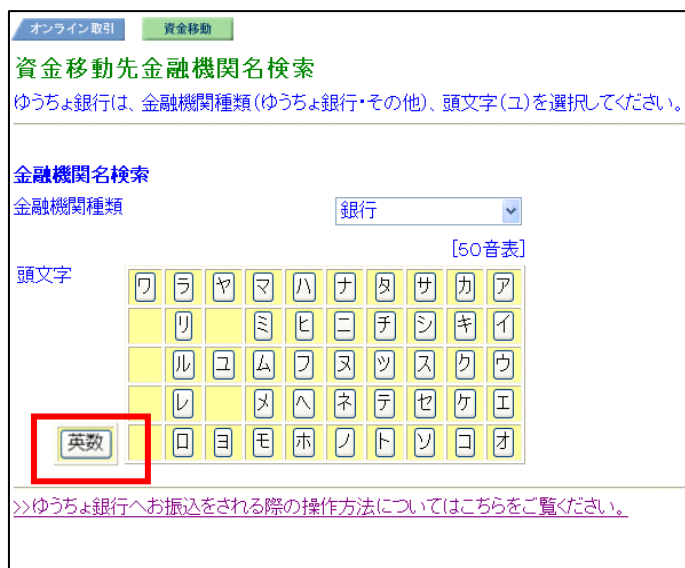 オンライン取引 資金移動
資金移動先金融機関名検索
ゆうちょ銀行は、金融機関種類(ゆうちょ銀行・その他)、頭文字(ユ)を選択してください。
金融機関名検索
金融機関種類 銀行
[50音表]
頭文字 ワ ラ ヤ マ ハ ナ タ サ カ ア
リ ミ ヒ ニ チ シ キ イ
ル ユ ム フ ヌ ツ ス ク ウ
レ メ ヘ ネ テ セ ケ エ
英数 ロ ヨ モ ホ ノ ト ソ コ オ
>>ゆうちょ銀行へお振込をされる際の操作方法についてはこちらをご覧ください。